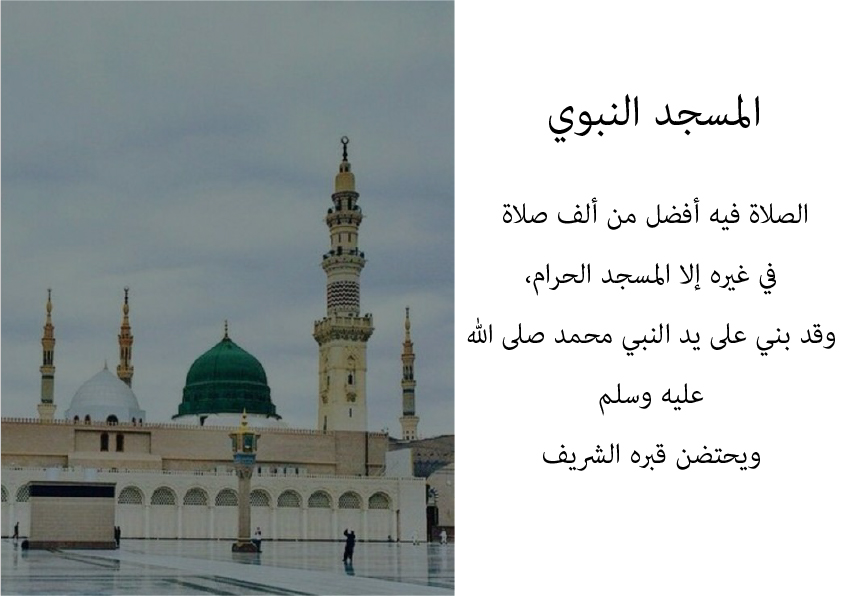 المسجد النبوي
الصلاة فيه أفضل من ألف صلاة
في غيره إلا المسجد الحرام،
وقد بني على يد النبي محمد صلى الله
عليه وسلم
ويحتضن قبره الشريف